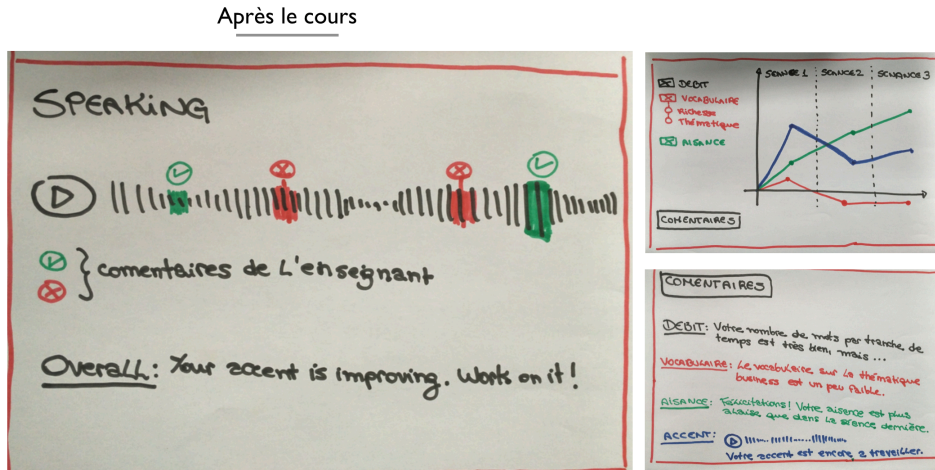 Après le cours
SPEAKING
comentaires de L'enseignant
Overall: Your accent is improving. Work on it!
SEANCE 1 SEANCE 2 SENANCE 3
DEBIT
VOCABULAIRE
Richesse
Thématique
AISANCE
COMENTAIRES
COMENTAIRES
DEBIT: Votre nombre de mots par tranche de
temps est très bien, mais ...
VOCABULAIRE: Le vocabulaire sur la thématique
business est un peu faible.
AISANCE: Felicitations! Votre aisance est plus
alaise que dans la séance dernière.
ACCENT:
Votre accent est encore a travailler.